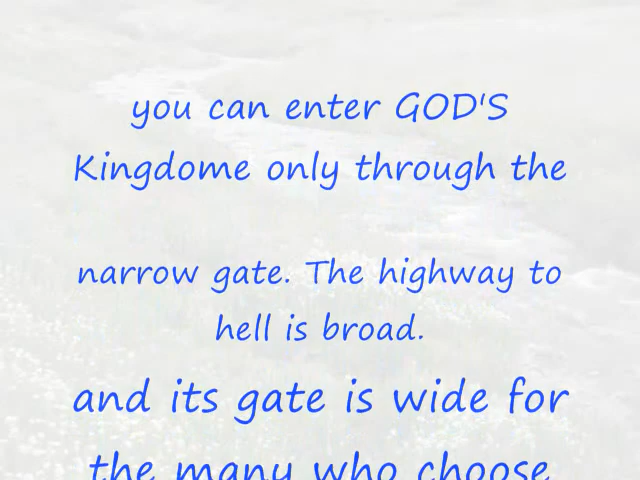 you can enter GOD'S
Kingdome only through the
narrow gate. The highway to
hell is broad.
and its gate is wide for
the many who choose